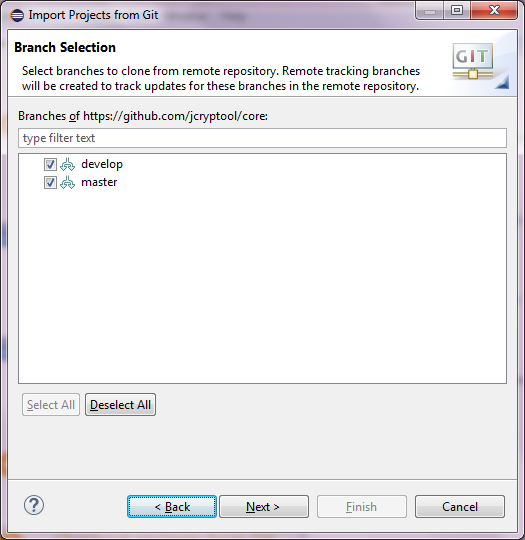 Import Projects from Git
Branch Selection
Select branches to clone from remote repository. Remote tracking branches
will be created to track updates for these branches in the remote repository.
GIT
Branches of https://github.com/jcryptool/core:
type filter text
develop
master
Select All
Deselect All
?
< Back
Next >
Finish
Cancel